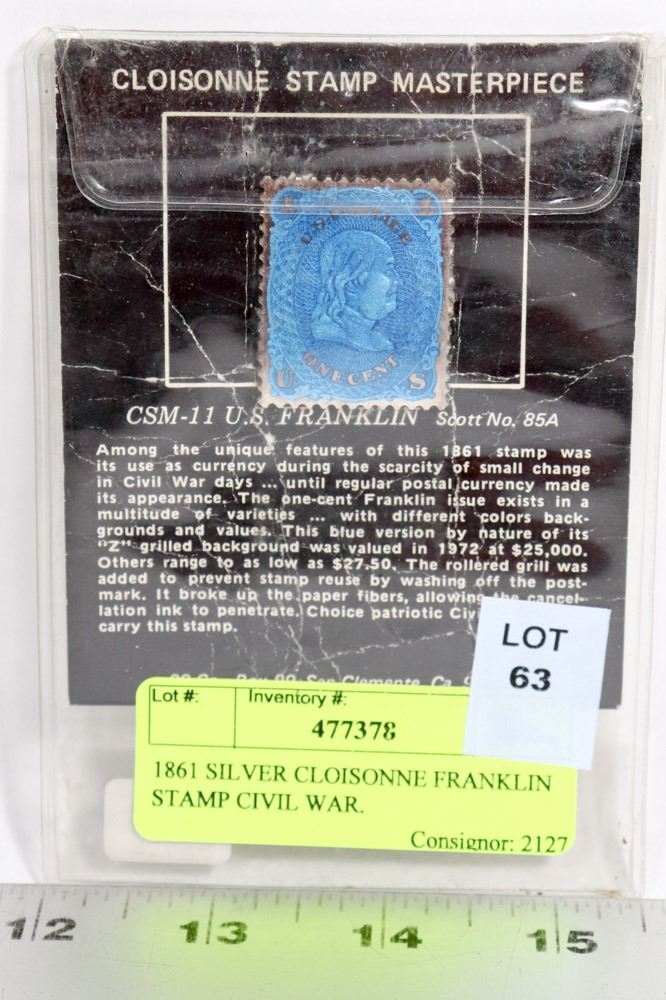 CLOISONNÉ STAMP MASTERPIECE
1 1
U.S. POSTAGE
ONE CENT
U S
CSM-11 U.S. FRANKLIN Scott No. 85A
Among the unique features of this 1861 stamp was
its use as currency during the scarcity of small change
in Civil War days ... until regular postal currency made
its appearance. The one-cent Franklin issue exists in a
multitude of varieties ... with different colors back-
grounds and values. This blue version by nature of its
"Z" grilled background was valued in 1972 at $25,000.
Others range to as low as $27.50. The rollered grill was
added to prevent stamp reuse by washing off the post-
mark. It broke up the paper fibers, allowing the cancel-
lation ink to penetrate. Choice patriotic
carry this stamp.
San Clemente, Ca.
LOT
63
Lot #: Inventory #:
477378
1861 SILVER CLOISONNE FRANKLIN
STAMP CIVIL WAR.
Consignor: 2127
12 13 14 15